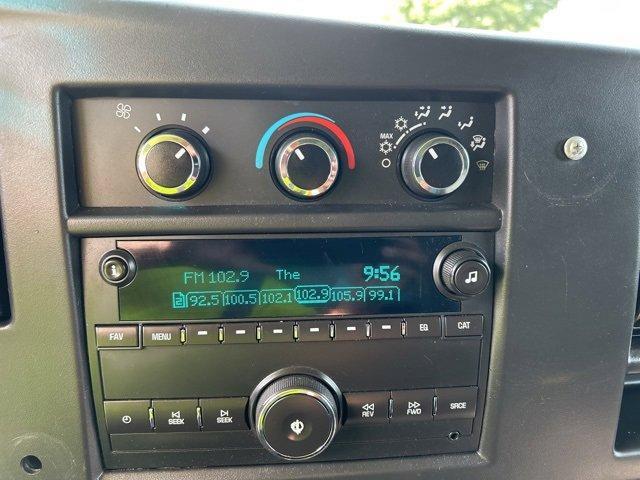 MAX
FM 102.9 The 9:56
2 92.5 100.5 102.1 102.9 105.9 99.1
FAV MENU EQ CAT
SEEK SEEK REV FWD SRCE